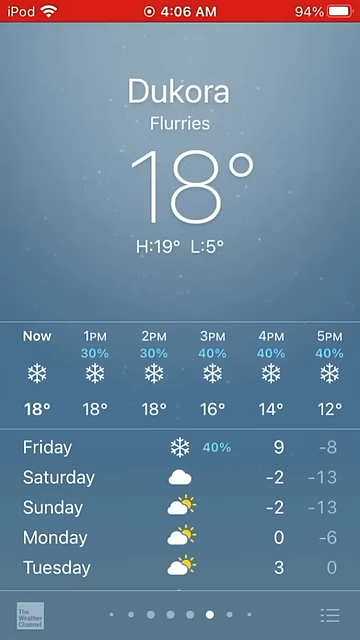 iPod 4:06 AM 94%
Dukora
Flurries
18°
H:19° L:5°
Now 1PM 2PM 3PM 4PM 5PM
30% 30% 40% 40% 40%
18° 18° 18° 16° 14° 12°
Friday 40% 9 -8
Saturday -2 -13
Sunday -2 -13
Monday 0 -6
Tuesday 3 0
The
Weather
Channel